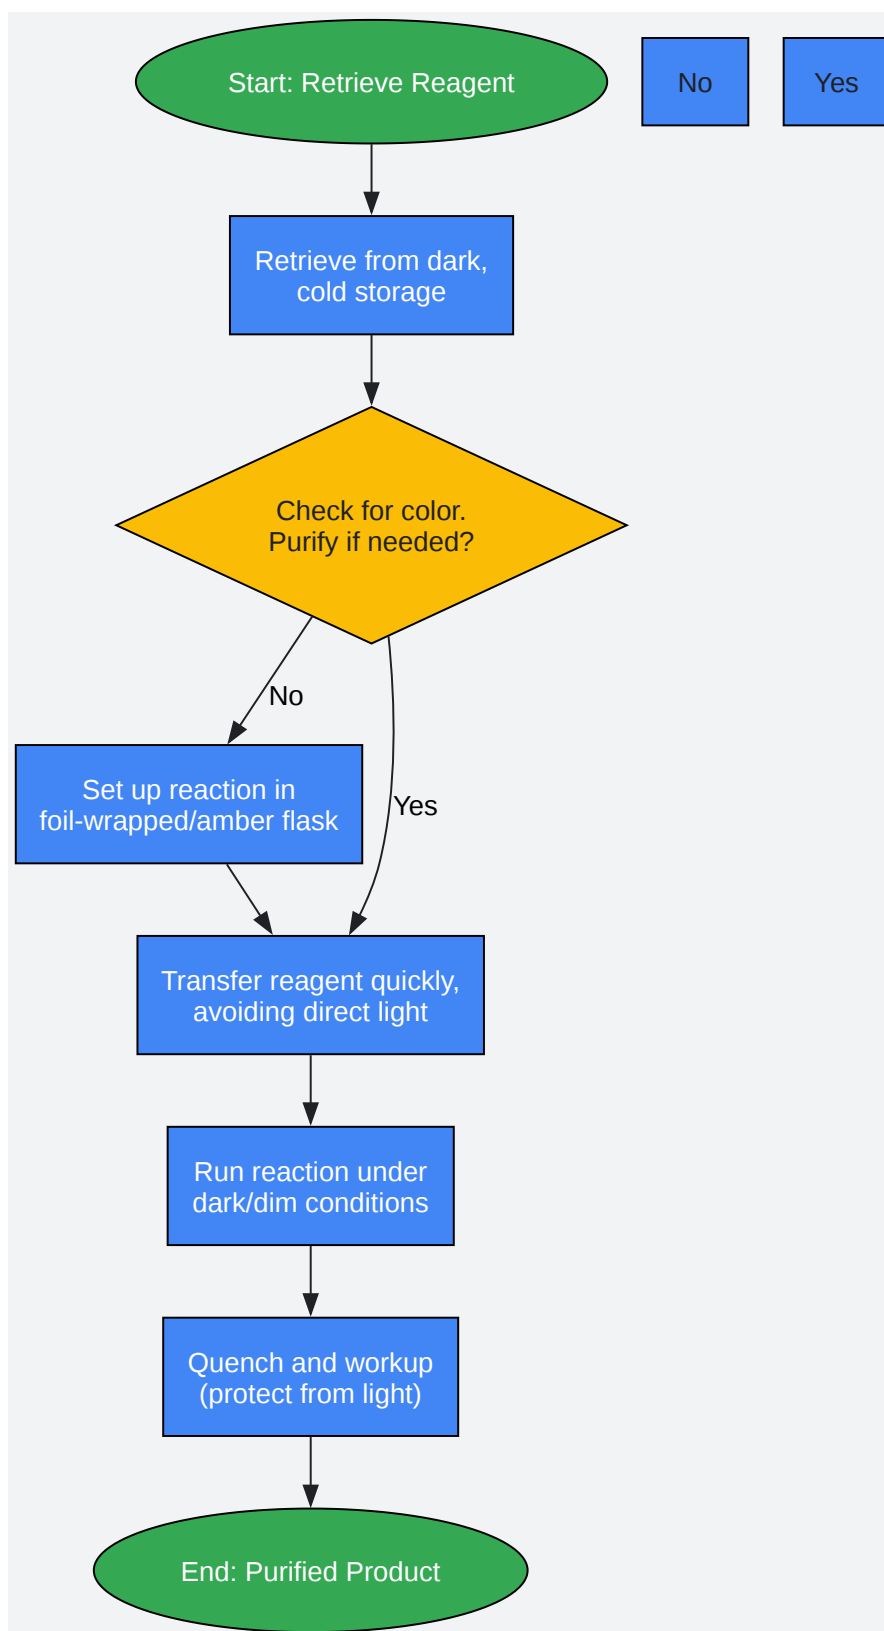 Start: Retrieve Reagent
No
Yes
Retrieve from dark,
cold storage
Check for color.
Purify if needed?
No
Set up reaction in
foil-wrapped/amber flask
Yes
Transfer reagent quickly,
avoiding direct light
Run reaction under
dark/dim conditions
Quench and workup
(protect from light)
End: Purified Product